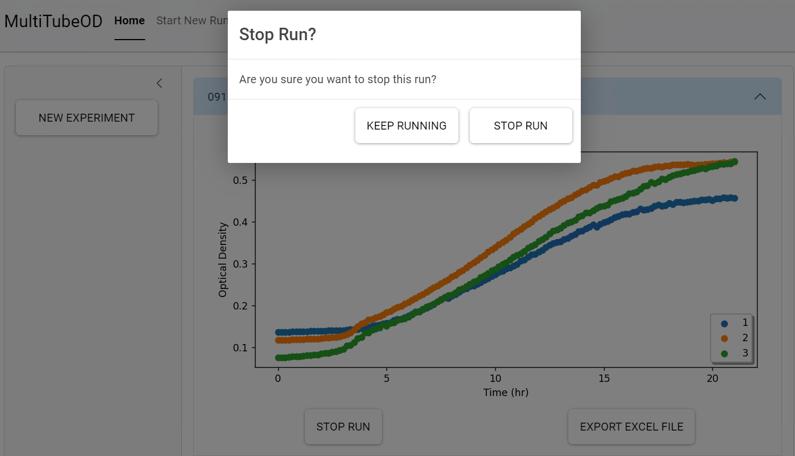 MultiTubeOD Home Start New Run
Stop Run?
Are you sure you want to stop this run?
KEEP RUNNING STOP RUN
NEW EXPERIMENT
091
0.5
0.4
0.3
0.2
0.1
Optical Density
1
2
3
0 5 10 15 20
Time (hr)
STOP RUN EXPORT EXCEL FILE